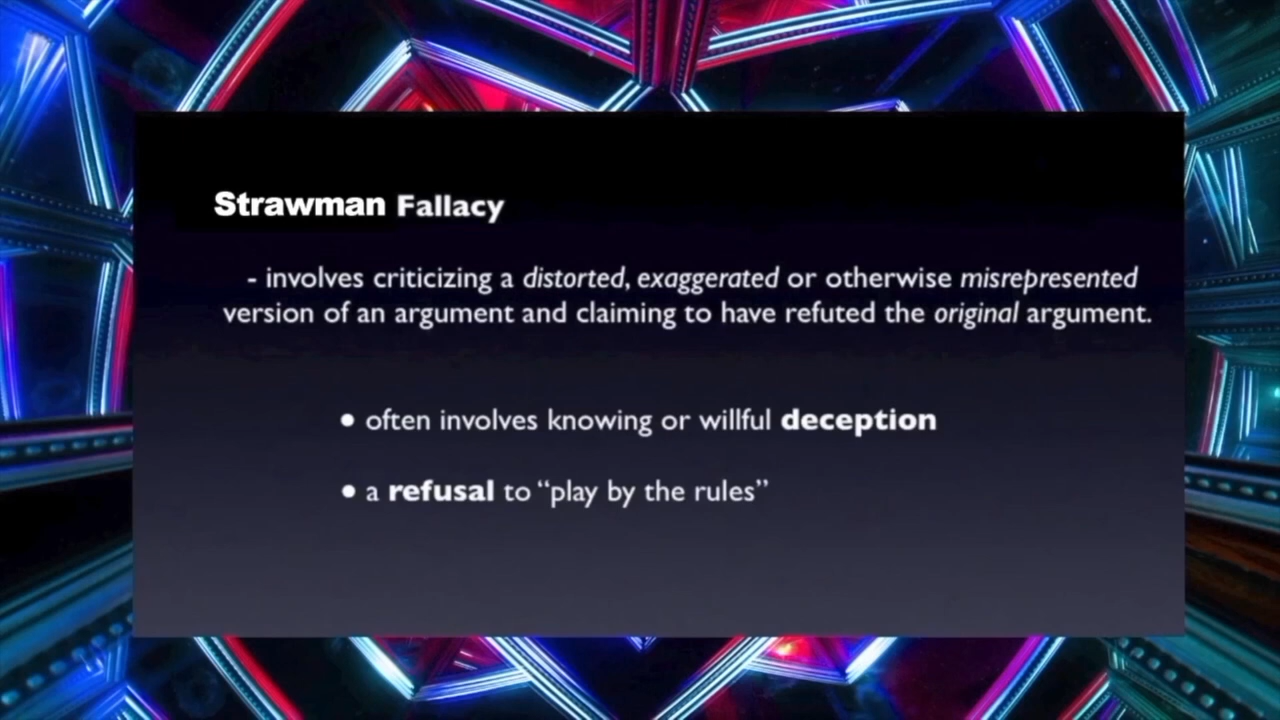 Strawman Fallacy
- involves criticizing a distorted, exaggerated or otherwise misrepresented
version of an argument and claiming to have refuted the original argument.
• often involves knowing or willful deception
• a refusal to “play by the rules”